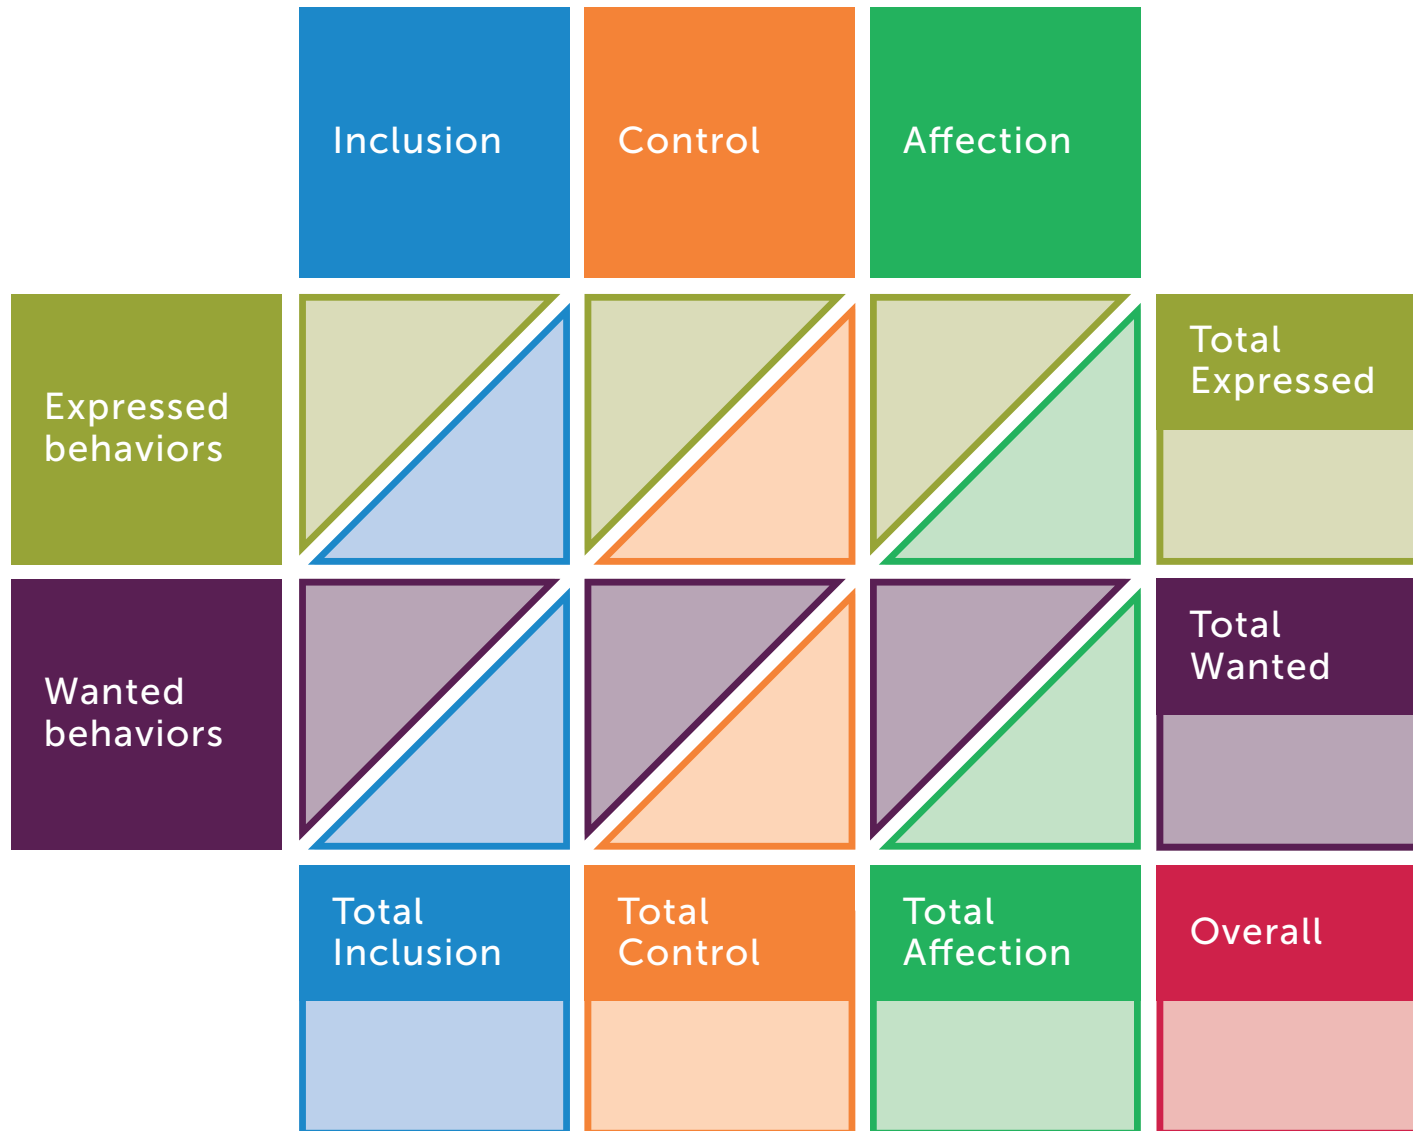 Inclusion
Control
Affection
Expressed
behaviors
Total
Expressed
Wanted
behaviors
Total
Wanted
Total
Inclusion
Total
Control
Total
Affection
Overall